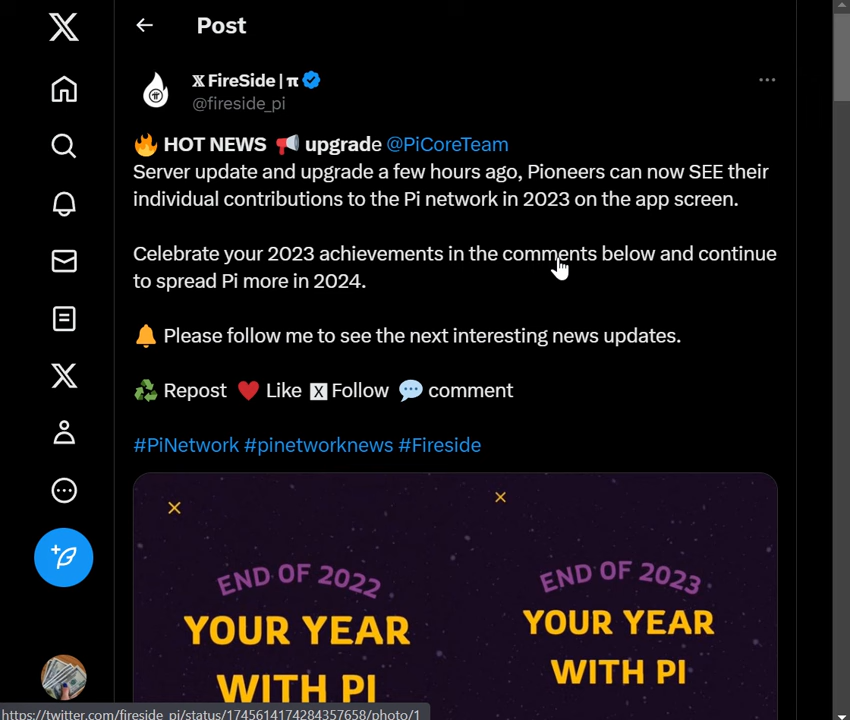 Post
𝕏 FireSide | π
@fireside_pi
🔥 HOT NEWS 📢 upgrade @PiCoreTeam
Server update and upgrade a few hours ago, Pioneers can now SEE their
individual contributions to the Pi network in 2023 on the app screen.
Celebrate your 2023 achievements in the comments below and continue
to spread Pi more in 2024.
🔔 Please follow me to see the next interesting news updates.
♻️ Repost ❤️ Like 🆇 Follow 💬 comment
#PiNetwork #pinetworknews #Fireside
END OF 2022
YOUR YEAR
WITH PI
END OF 2023
YOUR YEAR
WITH PI
https://twitter.com/fireside_pi/status/1745614174284357658/photo/1